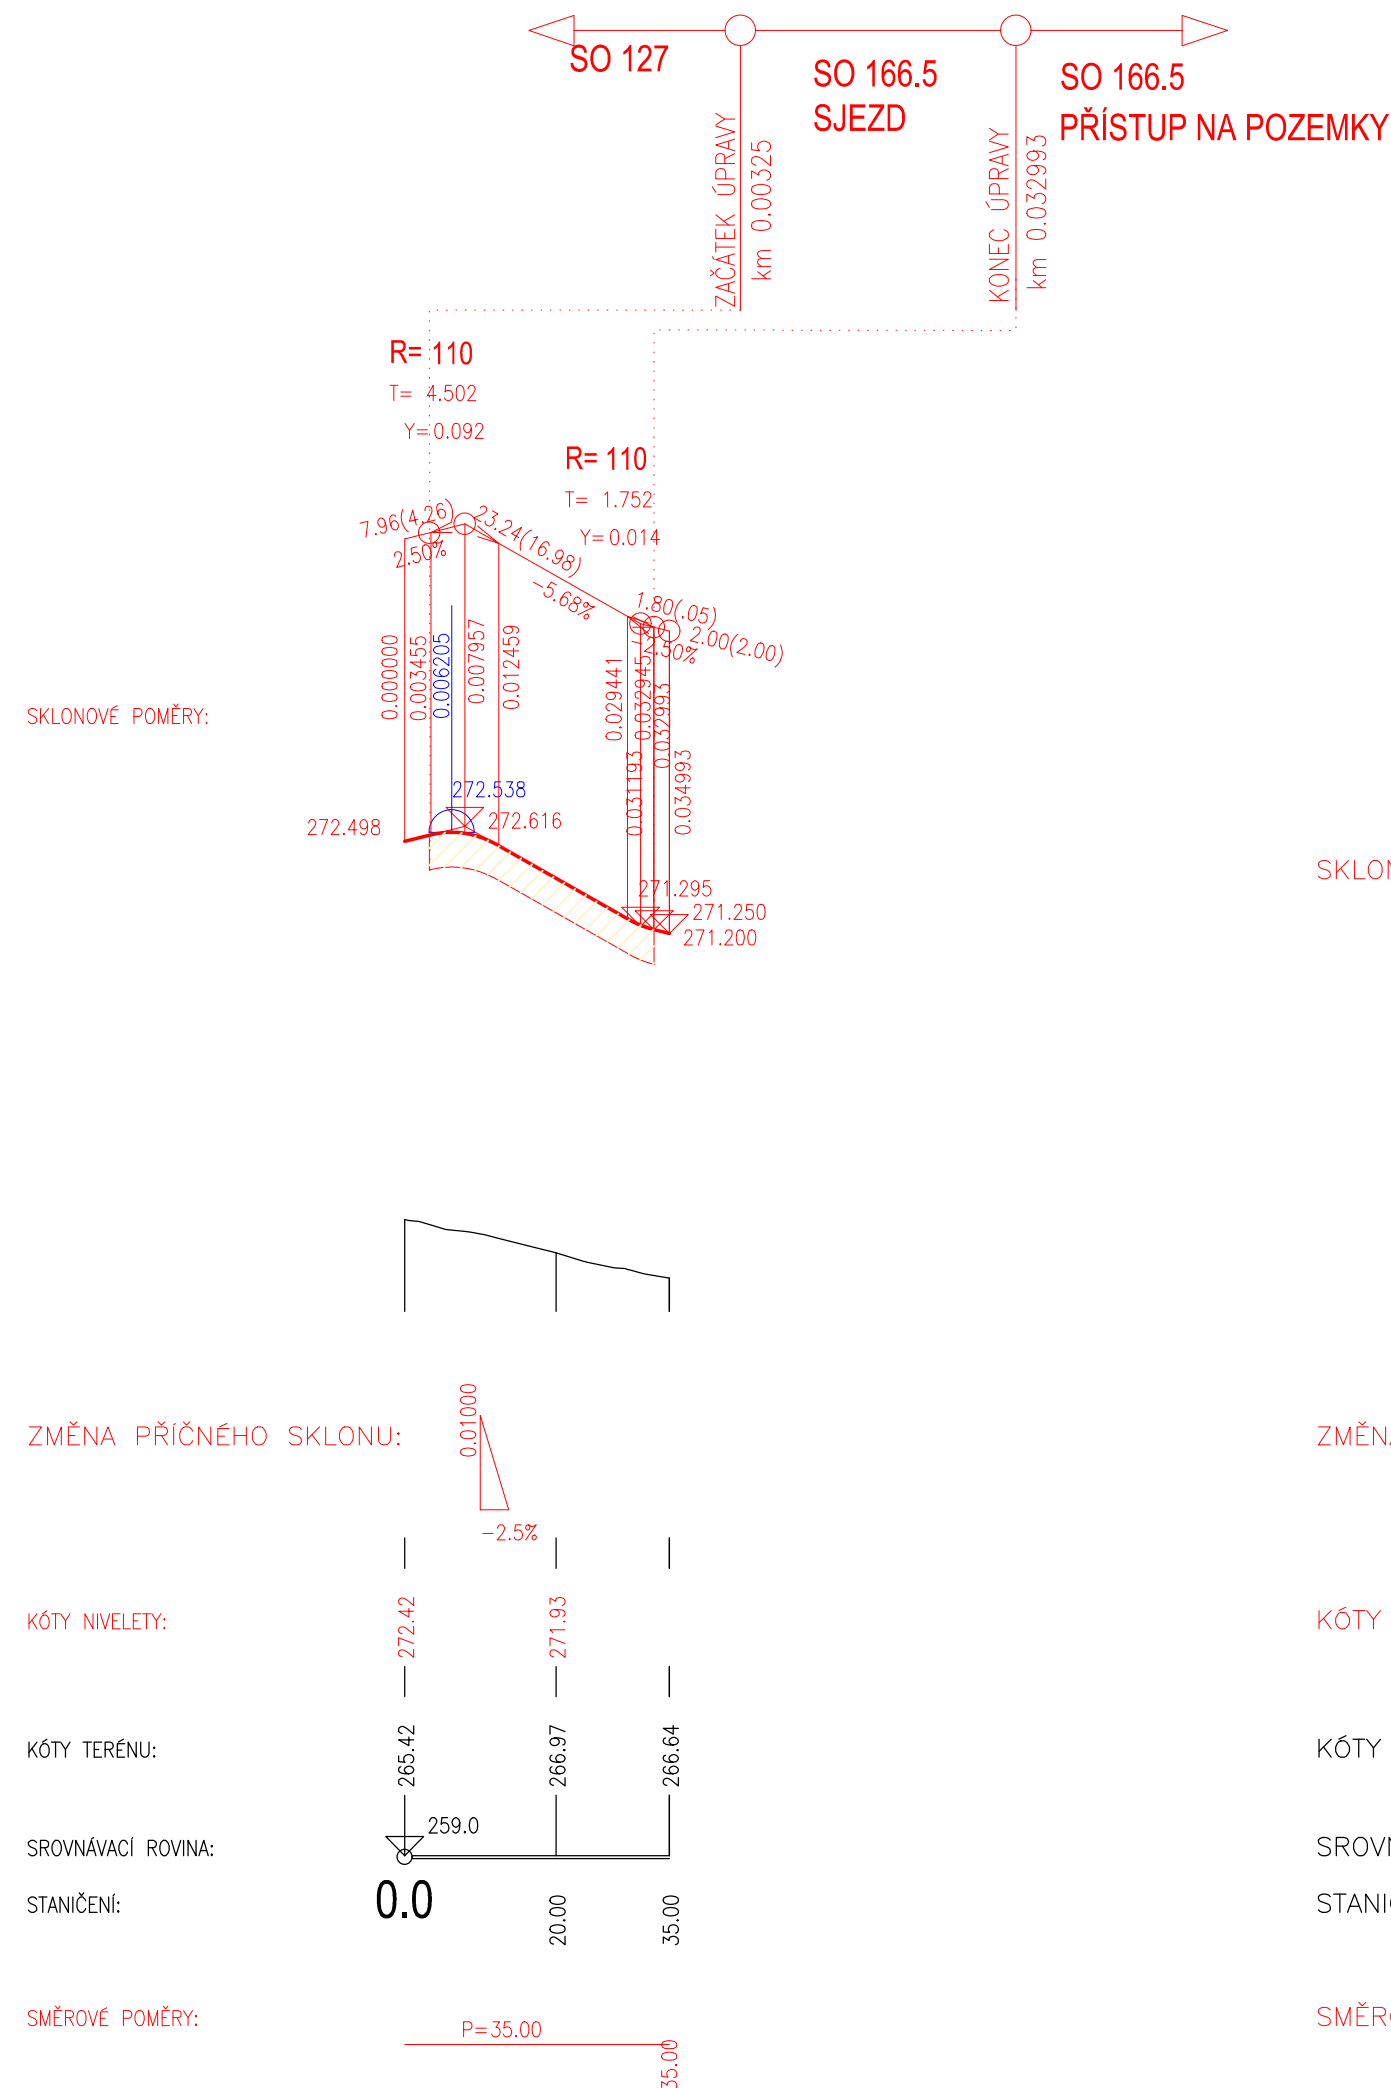 SO 127
SO 166.5
SJEZD
SO 166.5
PŘÍSTUP NA POZEMKY
ZAČÁTEK ÚPRAVY
km 0.00325
KONEC ÚPRAVY
km 0.032993
R= 110
T= 4.502
Y=0.092
R= 110
T= 1.752
Y=0.014
7.96(4.26)
2.50%
23.24(16.98)
-5.68%
1.80(.05)
2.00(2.00)
0.000000
0.003455
0.006205
0.007957
0.012459
0.029441
0.031193
0.032945
0.032993
0.034993
SKLONOVÉ POMĚRY:
272.538
272.498
272.616
271.295
271.250
271.200
SKLON
ZMĚNA PŘÍČNÉHO SKLONU:
0.01000
-2.5%
ZMĚNA
KÓTY NIVELETY:
272.42
271.93
KÓTY
KÓTY TERÉNU:
265.42
266.97
266.64
KÓTY
SROVNÁVACÍ ROVINA:
259.0
SROVN
STANIČENÍ:
0.0
20.00
35.00
STANIČ
SMĚROVÉ POMĚRY:
P=35.00
35.00
SMĚRO